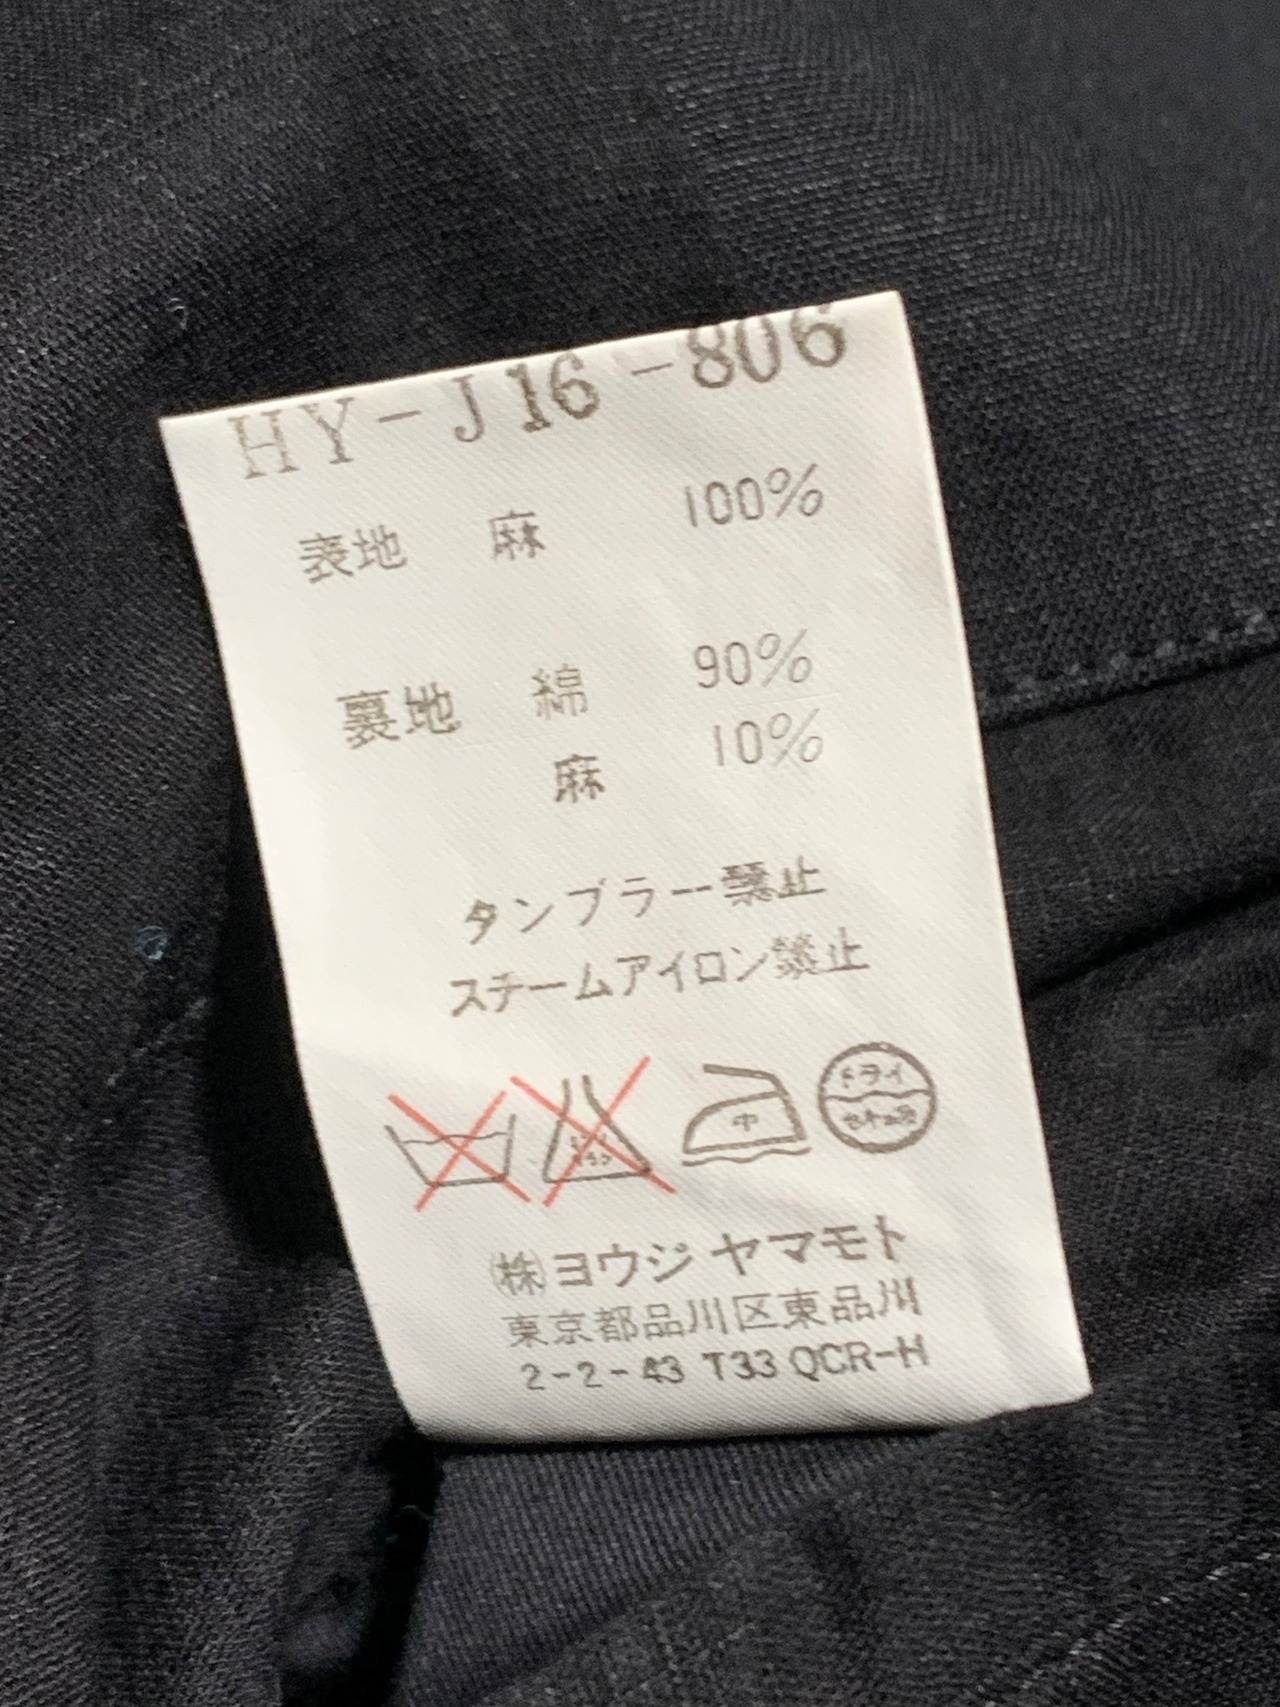 HY-J16-806
表地 麻 100%
裏地 綿 90%
麻 10%
タンブラー禁止
スチームアイロン禁止
中 ドライ
㈱ヨウジ ヤマモト
東京都品川区東品川
2-2-43 T33 QCR-H